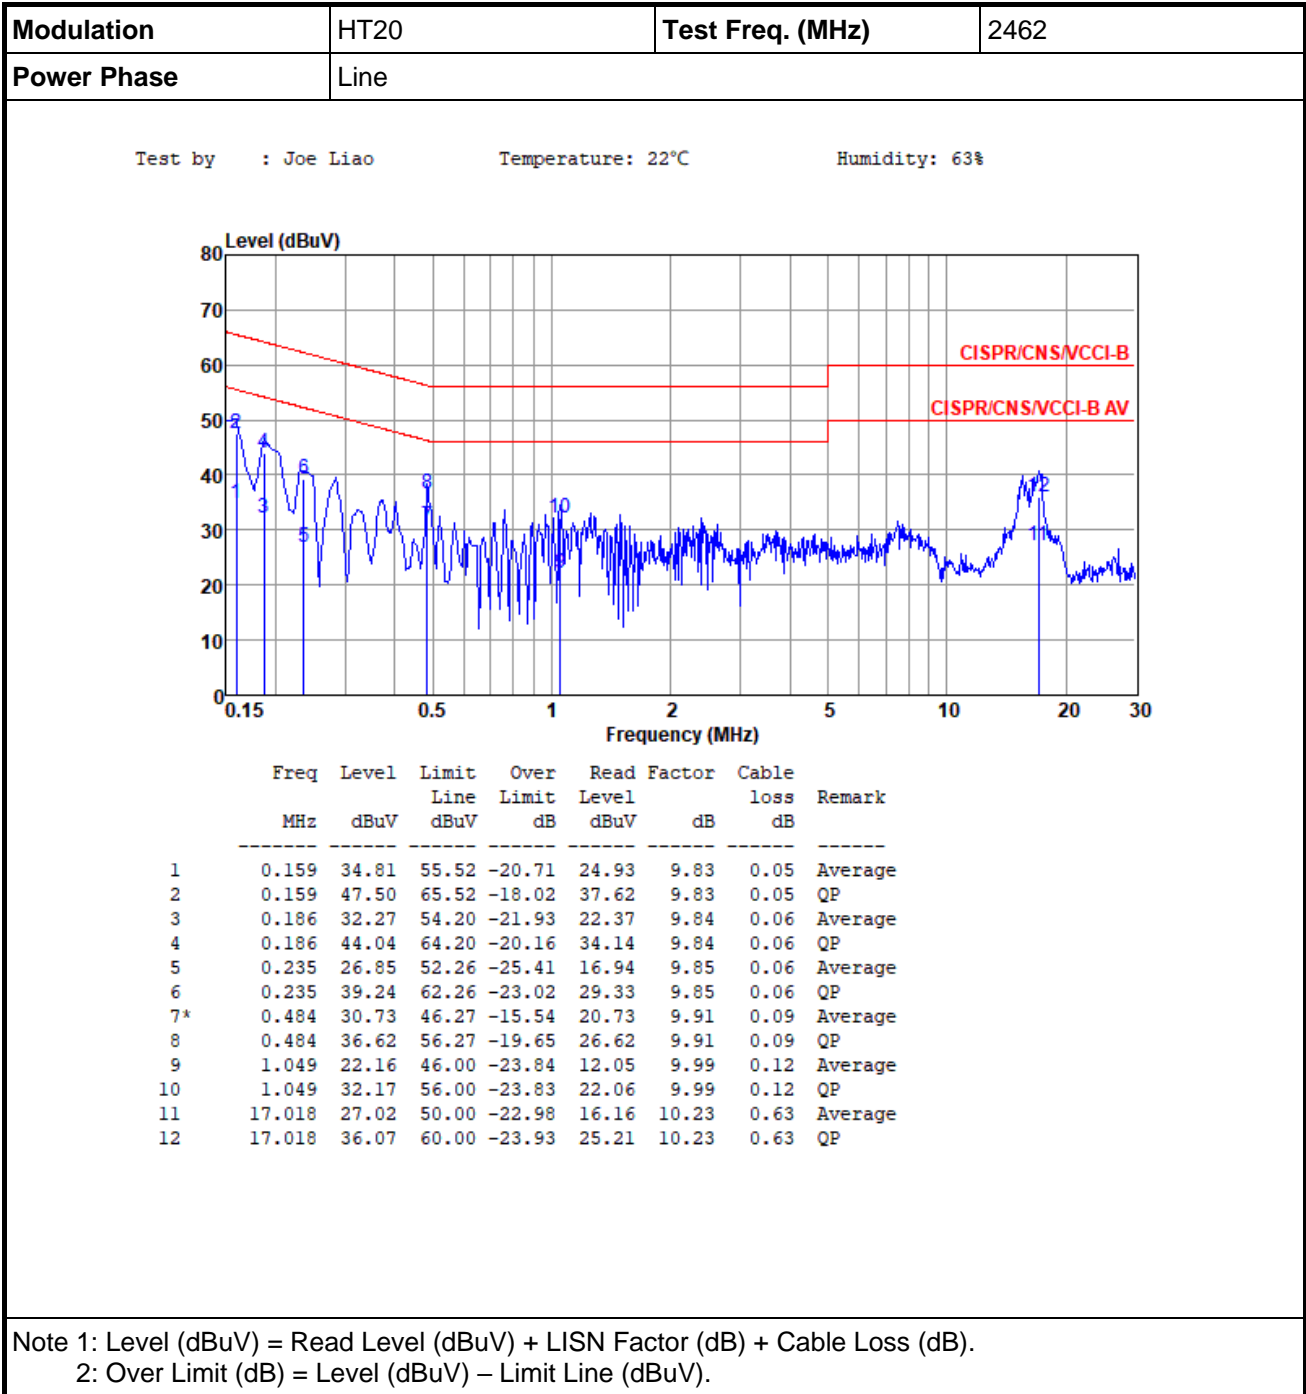 Modulation HT20 Test Freq. (MHz) 2462
Power Phase Line
Test by : Joe Liao Temperature: 22°C Humidity: 63%
Level (dBuV)
80
70
60
50
40
30
20
10
0
CISPR/CNS/VCCI-B
CISPR/CNS/VCCI-B AV
2
1
4
3
6
5
8
7
10
9
12
11
0.15 0.5 1 2 5 10 20 30
Frequency (MHz)
Freq Level Limit Over Read Factor Cable
Line Limit Level loss Remark
MHz dBuV dBuV dB dBuV dB dB
------- ------ ------ ------ ------ ------ ------ ------
1 0.159 34.81 55.52 -20.71 24.93 9.83 0.05 Average
2 0.159 47.50 65.52 -18.02 37.62 9.83 0.05 QP
3 0.186 32.27 54.20 -21.93 22.37 9.84 0.06 Average
4 0.186 44.04 64.20 -20.16 34.14 9.84 0.06 QP
5 0.235 26.85 52.26 -25.41 16.94 9.85 0.06 Average
6 0.235 39.24 62.26 -23.02 29.33 9.85 0.06 QP
7* 0.484 30.73 46.27 -15.54 20.73 9.91 0.09 Average
8 0.484 36.62 56.27 -19.65 26.62 9.91 0.09 QP
9 1.049 22.16 46.00 -23.84 12.05 9.99 0.12 Average
10 1.049 32.17 56.00 -23.83 22.06 9.99 0.12 QP
11 17.018 27.02 50.00 -22.98 16.16 10.23 0.63 Average
12 17.018 36.07 60.00 -23.93 25.21 10.23 0.63 QP
Note 1: Level (dBuV) = Read Level (dBuV) + LISN Factor (dB) + Cable Loss (dB).
2: Over Limit (dB) = Level (dBuV) – Limit Line (dBuV).